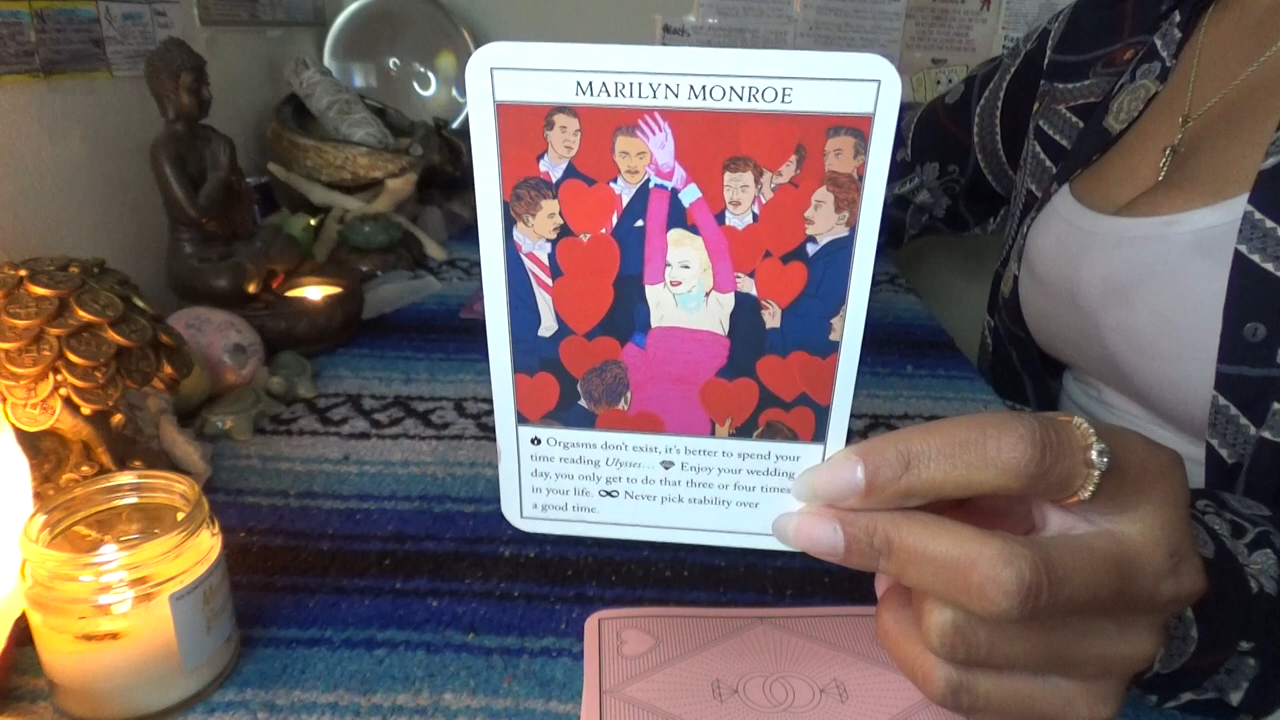 MARILYN MONROE
Orgasms don't exist, it's better to spend your
time reading Ulysses... Enjoy your wedding
day, you only get to do that three or four times
in your life. ∞ Never pick stability over
a good time.